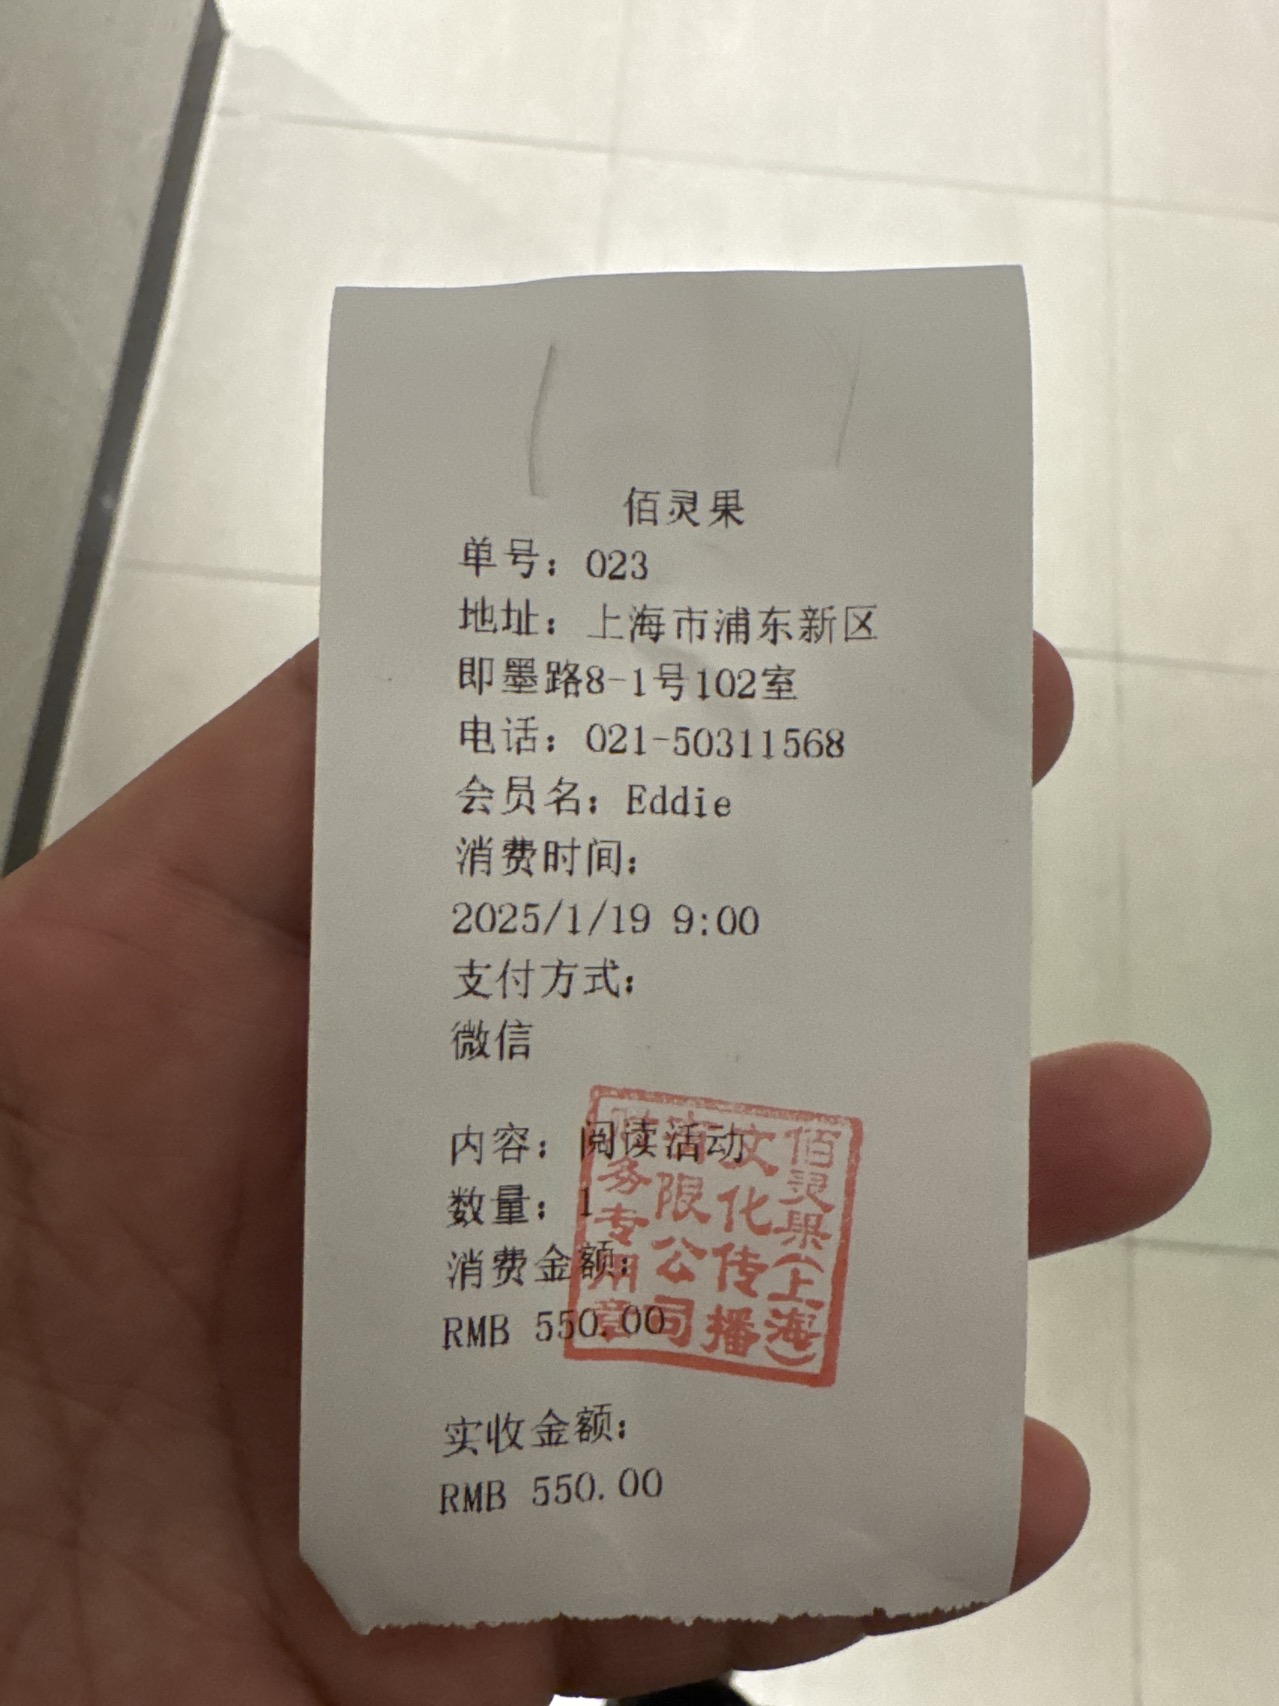 佰灵果
单号：023
地址：上海市浦东新区
即墨路8-1号102室
电话：021-50311568
会员名：Eddie
消费时间：
2025/1/19 9:00
支付方式：
微信
内容：阅读活动
数量：1
消费金额：
RMB 550.00
实收金额：
RMB 550.00
佰灵果(上海)
文化传播
有限公司
财务专用章